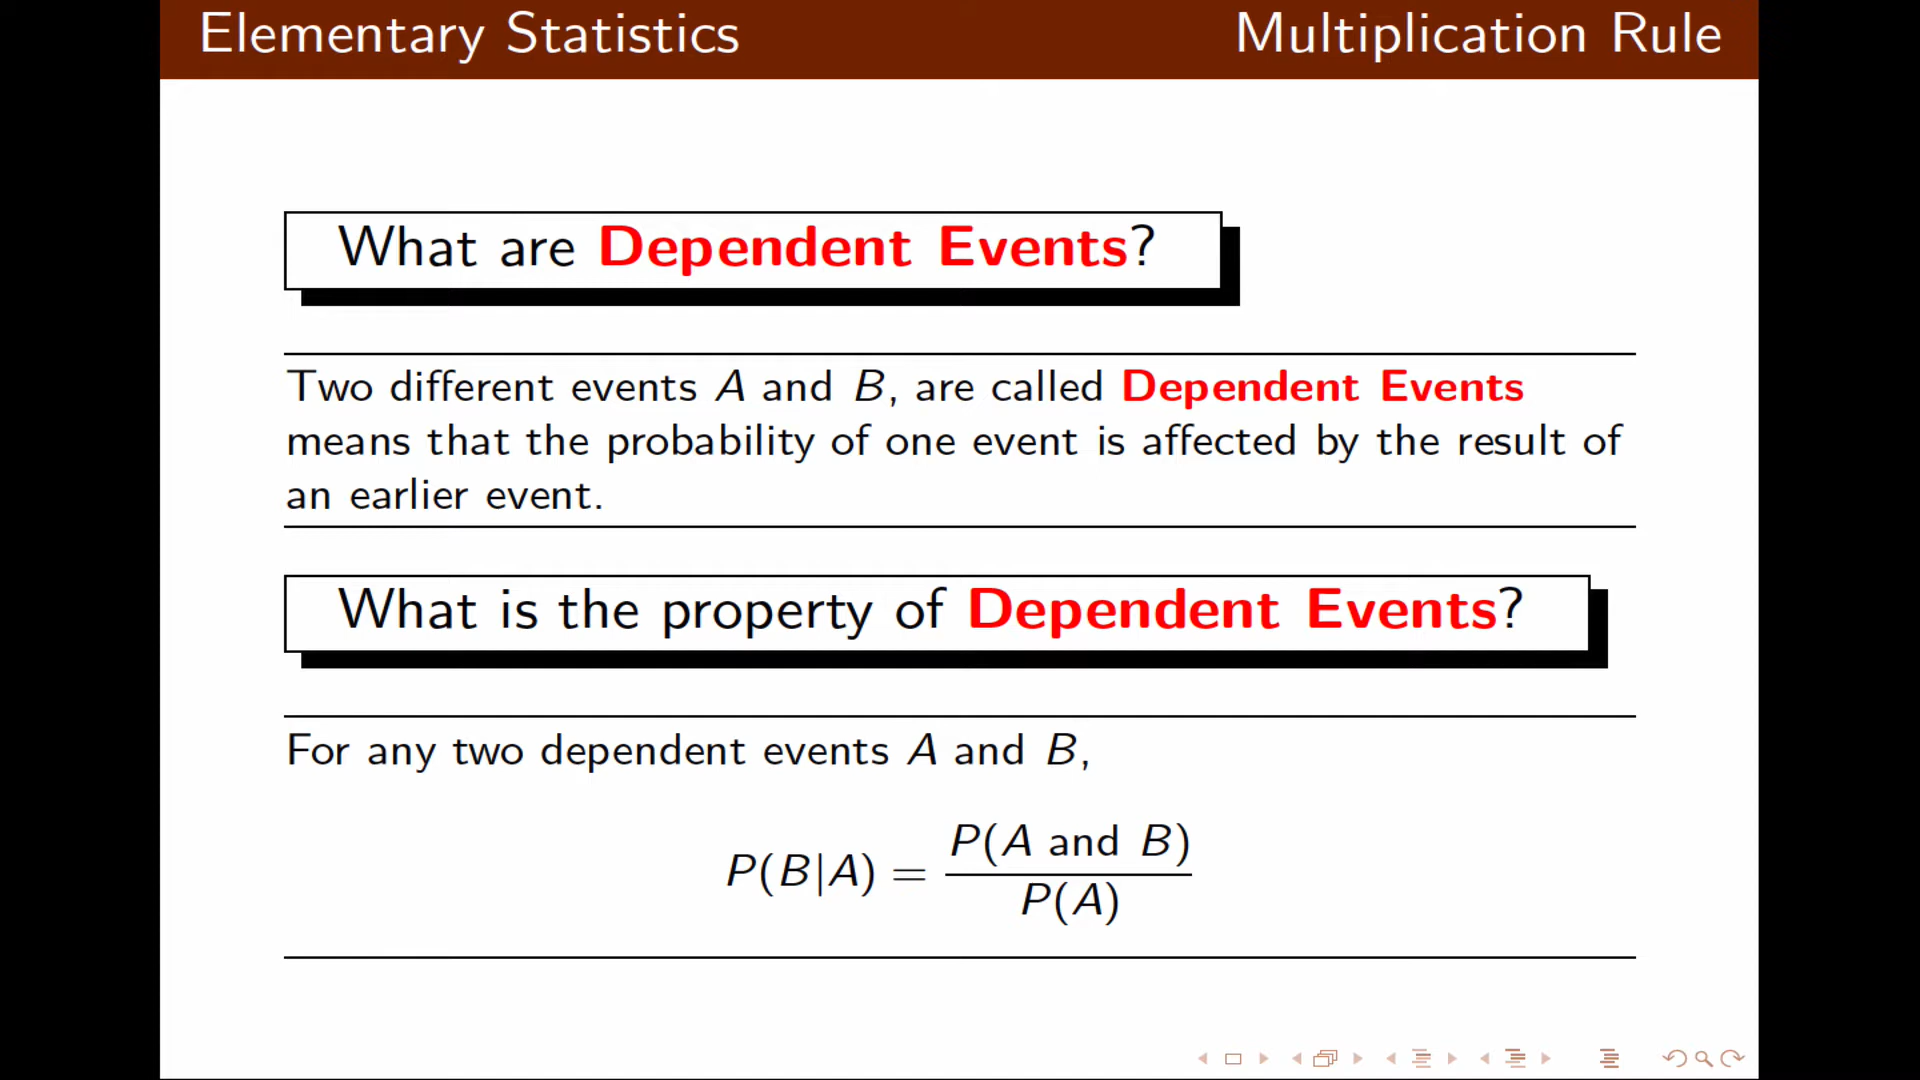 Elementary Statistics Multiplication Rule
What are Dependent Events?
Two different events A and B, are called Dependent Events
means that the probability of one event is affected by the result of
an earlier event.
What is the property of Dependent Events?
For any two dependent events A and B,
P(B|A) = P(A and B) / P(A)